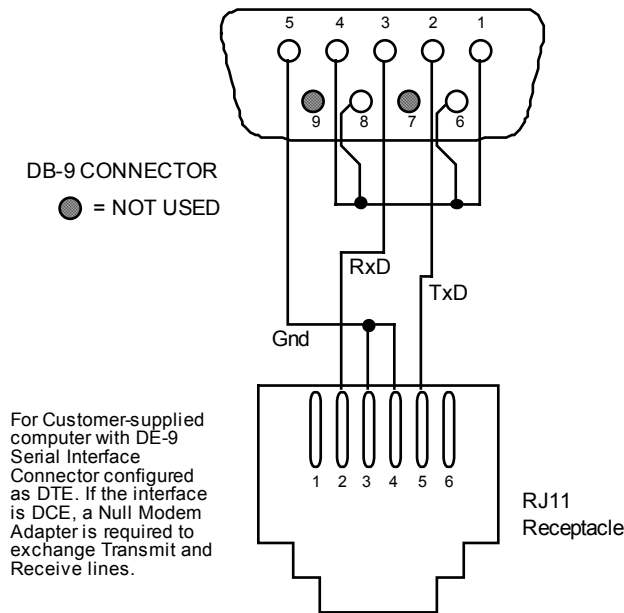 5 4 3 2 1
9 8 7 6
DB-9 CONNECTOR
= NOT USED
RxD
TxD
Gnd
For Customer-supplied
computer with DE-9
Serial Interface
Connector configured
as DTE. If the interface
is DCE, a Null Modem
Adapter is required to
exchange Transmit and
Receive lines.
1 2 3 4 5 6
RJ11
Receptacle